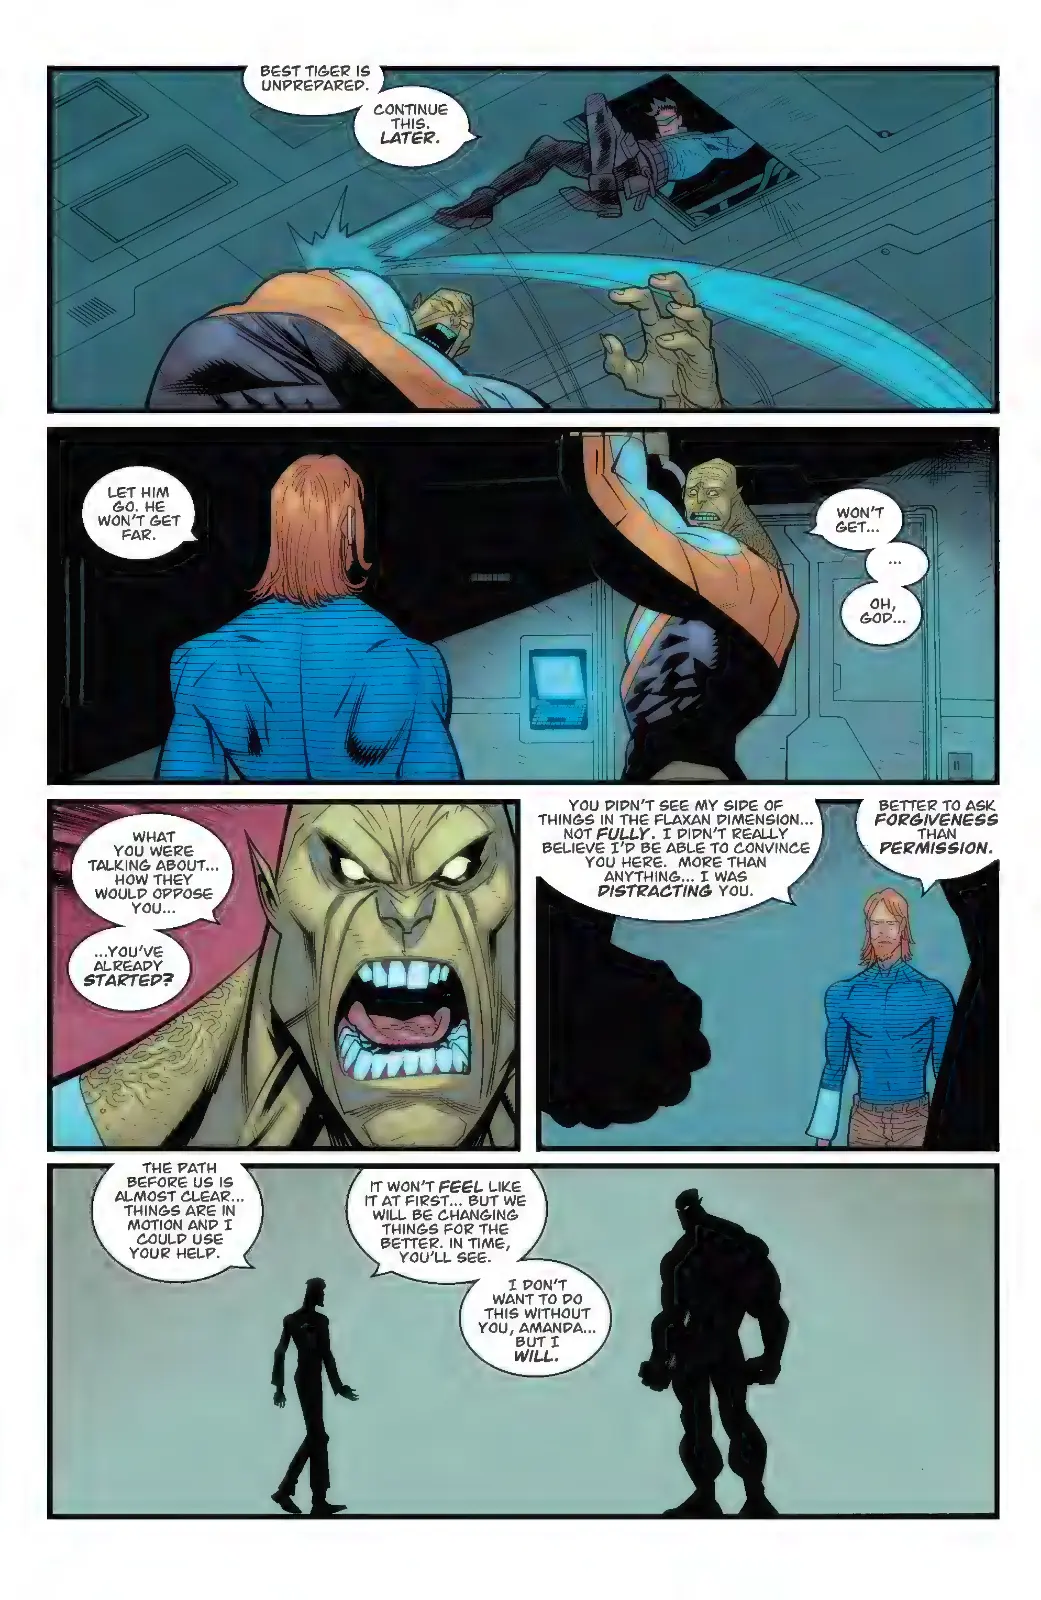 BEST TIGER IS
UNPREPARED.
CONTINUE
THIS.
LATER.
LET HIM
GO. HE
WON'T GET
FAR.
WON'T
GET...
...
OH,
GOD...
WHAT
YOU WERE
TALKING ABOUT...
HOW THEY
WOULD OPPOSE
YOU...
...YOU'VE
ALREADY
STARTED?
YOU DIDN'T SEE MY SIDE OF
THINGS IN THE FLAXAN DIMENSION...
NOT FULLY. I DIDN'T REALLY
BELIEVE I'D BE ABLE TO CONVINCE
YOU HERE. MORE THAN
ANYTHING... I WAS
DISTRACTING YOU.
BETTER TO ASK
FORGIVENESS
THAN
PERMISSION.
THE PATH
BEFORE US IS
ALMOST CLEAR...
THINGS ARE IN
MOTION AND I
COULD USE
YOUR HELP.
IT WON'T FEEL LIKE
IT AT FIRST... BUT WE
WILL BE CHANGING
THINGS FOR THE
BETTER. IN TIME,
YOU'LL SEE.
I DON'T
WANT TO DO
THIS WITHOUT
YOU, AMANDA...
BUT I
WILL.